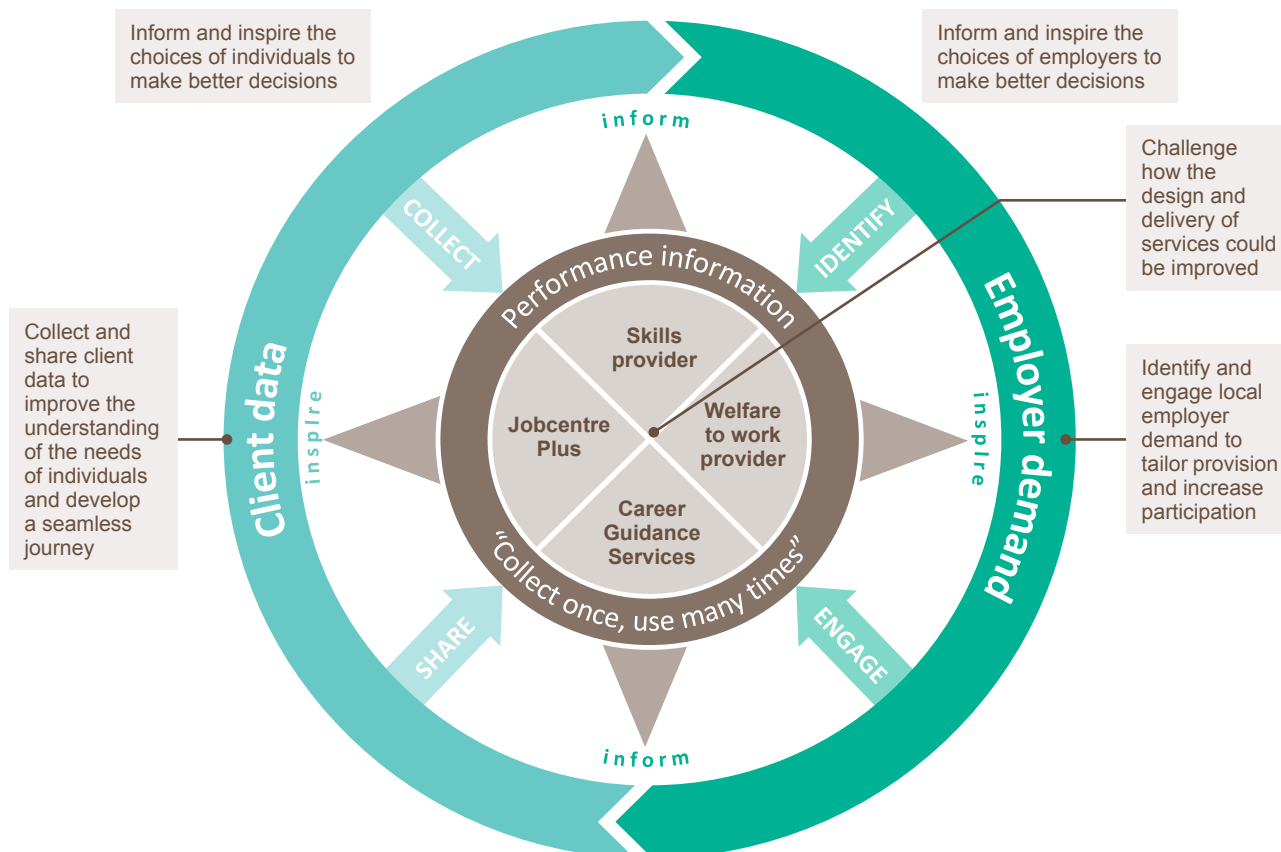 Inform and inspire the
choices of individuals to
make better decisions
Inform and inspire the
choices of employers to
make better decisions
inform
Challenge
how the
design and
delivery of
services could
be improved
COLLECT
IDENTIFY
Performance information
Skills
provider
Jobcentre
Plus
Welfare
to work
provider
Career
Guidance
Services
“Collect once, use many times”
Client data
inspIre
inspIre
Employer demand
Collect and
share client
data to
improve the
understanding
of the needs
of individuals
and develop
a seamless
journey
Identify and
engage local
employer
demand to
tailor provision
and increase
participation
SHARE
ENGAGE
inform